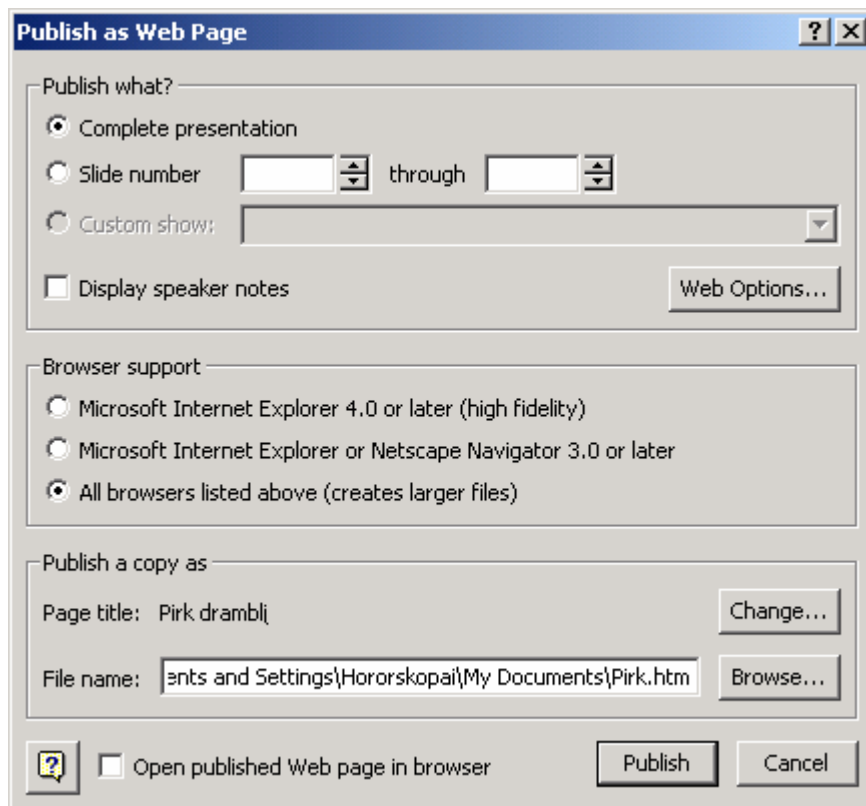 Publish as Web Page
Publish what?
Complete presentation
Slide number through
Custom show:
Display speaker notes Web Options...
Browser support
Microsoft Internet Explorer 4.0 or later (high fidelity)
Microsoft Internet Explorer or Netscape Navigator 3.0 or later
All browsers listed above (creates larger files)
Publish a copy as
Page title: Pirk dramblį Change...
File name: ents and Settings\Hororskopai\My Documents\Pirk.htm Browse...
Open published Web page in browser Publish Cancel